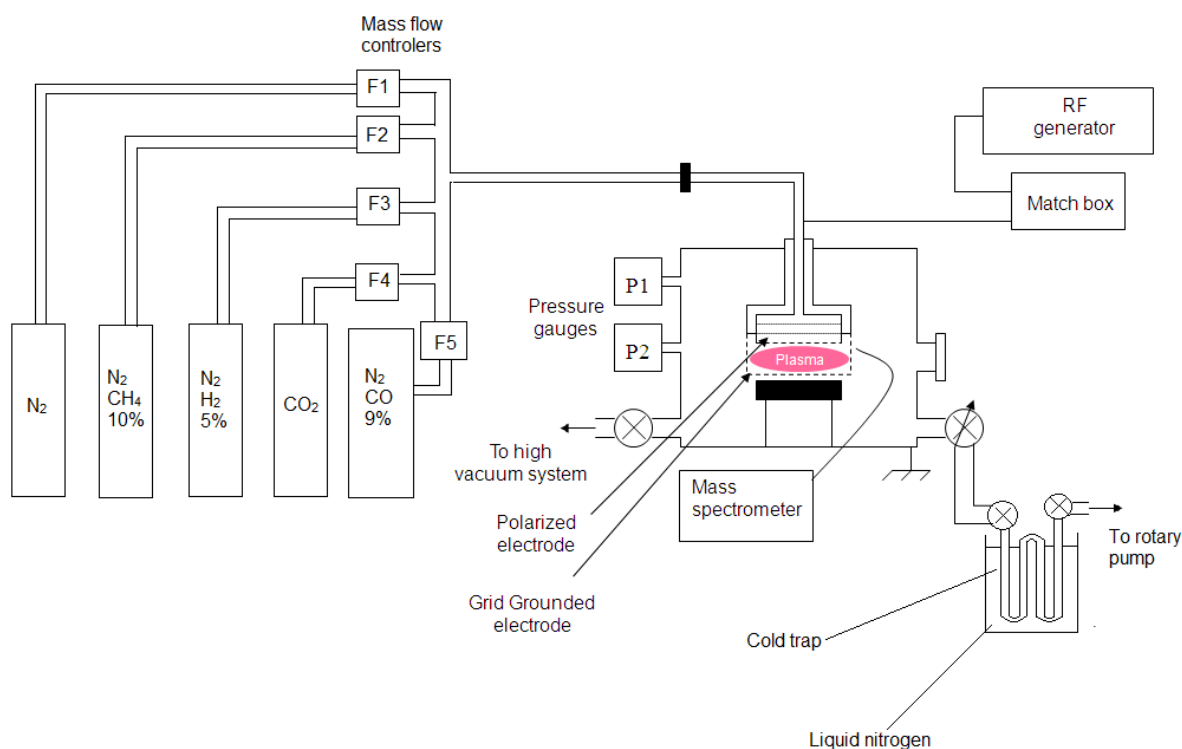 Mass flow
controlers
F1
F2
F3
F4
F5
N₂
N₂
CH₄
10%
N₂
H₂
5%
CO₂
N₂
CO
9%
RF
generator
Match box
P1
Pressure
gauges
P2
Plasma
To high
vacuum system
Mass
spectrometer
Polarized
electrode
Grid Grounded
electrode
To rotary
pump
Cold trap
Liquid nitrogen